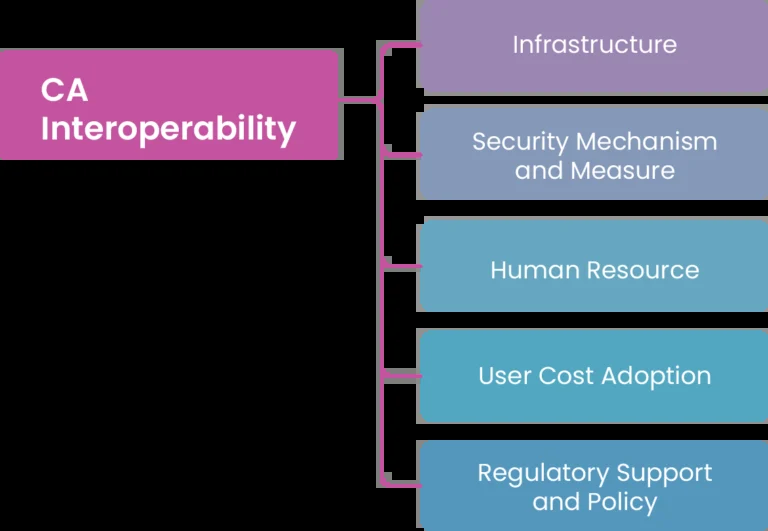 CA
Interoperability
Infrastructure
Security Mechanism
and Measure
Human Resource
User Cost Adoption
Regulatory Support
and Policy